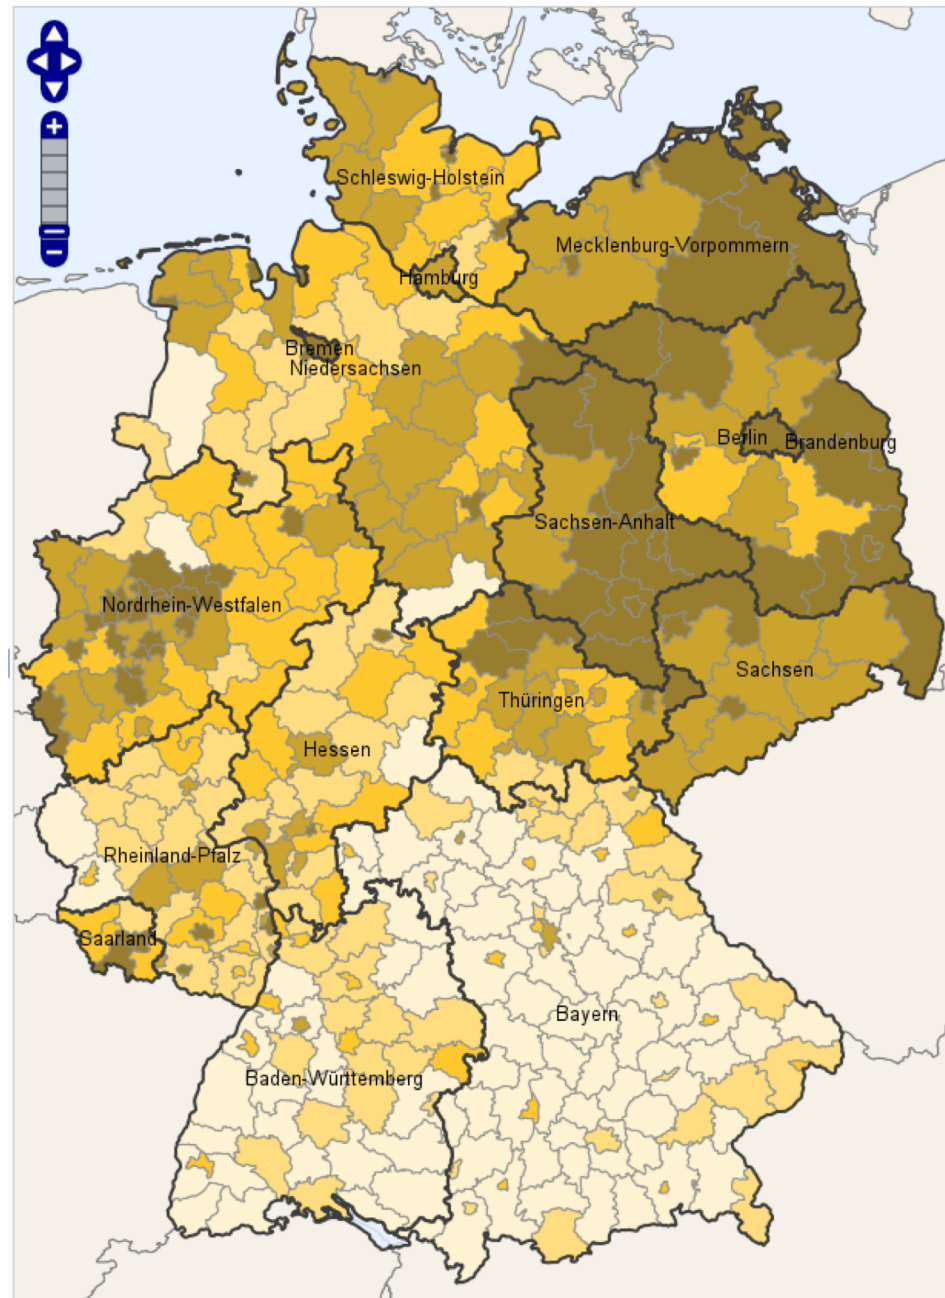 Schleswig-Holstein
Mecklenburg-Vorpommern
Hamburg
Bremen
Niedersachsen
Berlin
Brandenburg
Sachsen-Anhalt
Nordrhein-Westfalen
Sachsen
Thüringen
Hessen
Rheinland-Pfalz
Saarland
Bayern
Baden-Württemberg